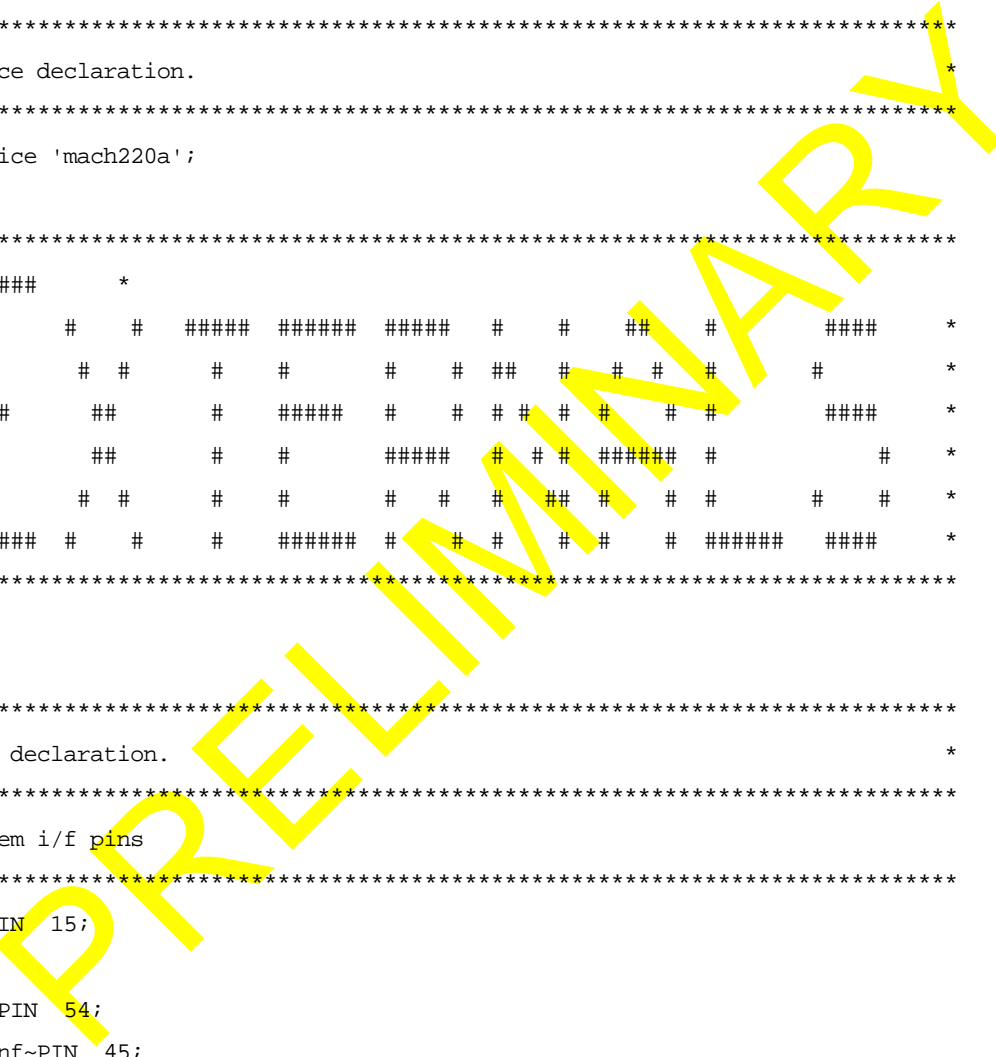 ************************************************************************
ce declaration. *
************************************************************************
ice 'mach220a';
************************************************************************
### *
# # ##### ###### ##### # # ## # #### *
# # # # # # ## # # # # # *
# ## # ##### # # # # # # # # #### *
## # # ##### # # # ###### # # *
# # # # # # # ## # # # # # *
### # # # ###### # # # # # # ###### #### *
************************************************************************
************************************************************************
declaration. *
************************************************************************
em i/f pins
************************************************************************
IN 15;
PIN 54;
nf~PIN 45;
PRELIMINARY